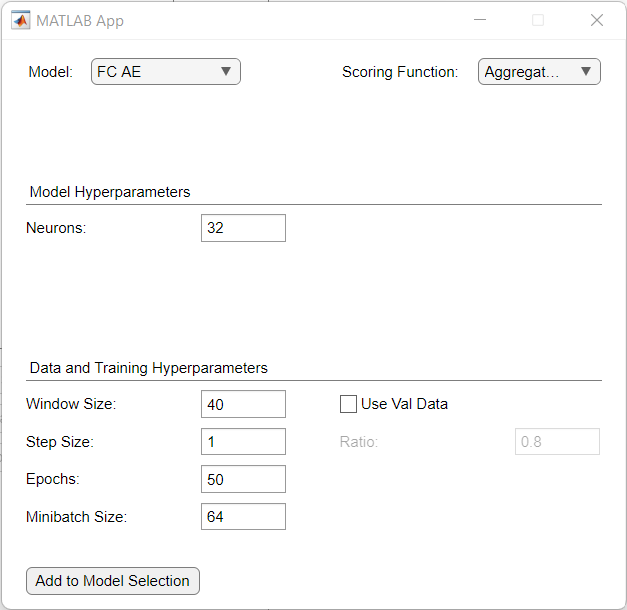 MATLAB App
Model: FC AE Scoring Function: Aggregat...
Model Hyperparameters
Neurons: 32
Data and Training Hyperparameters
Window Size: 40 Use Val Data
Step Size: 1 Ratio: 0.8
Epochs: 50
Minibatch Size: 64
Add to Model Selection